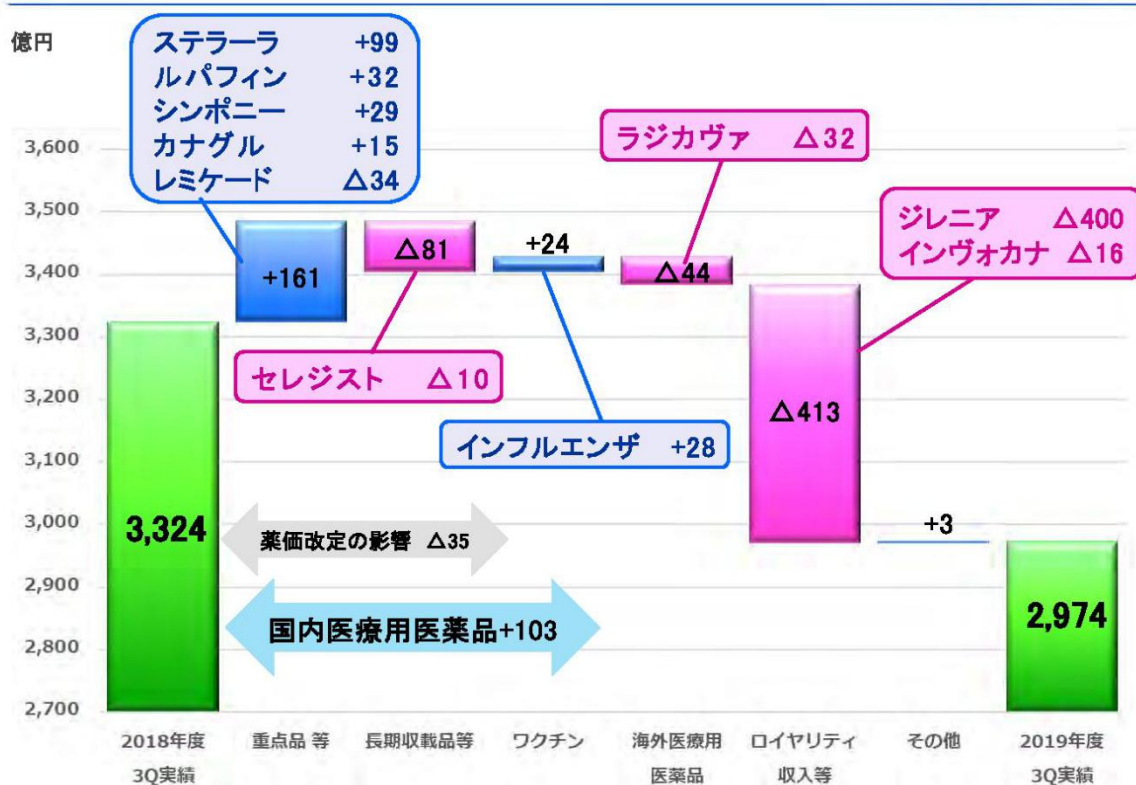 億円
ステラーラ +99
ルパフィン +32
シンポニー +29
カナグル +15
レミケード △34
ラジカヴァ △32
ジレニア △400
インヴォカナ △16
3,600
3,500
3,400
3,300
3,200
3,100
3,000
2,900
2,800
2,700
+161
△81
+24
△44
△413
+3
セレジスト △10
インフルエンザ +28
3,324
薬価改定の影響 △35
国内医療用医薬品+103
2,974
2018年度
3Q実績
重点品 等
長期収載品等
ワクチン
海外医療用
医薬品
ロイヤリティ
収入等
その他
2019年度
3Q実績